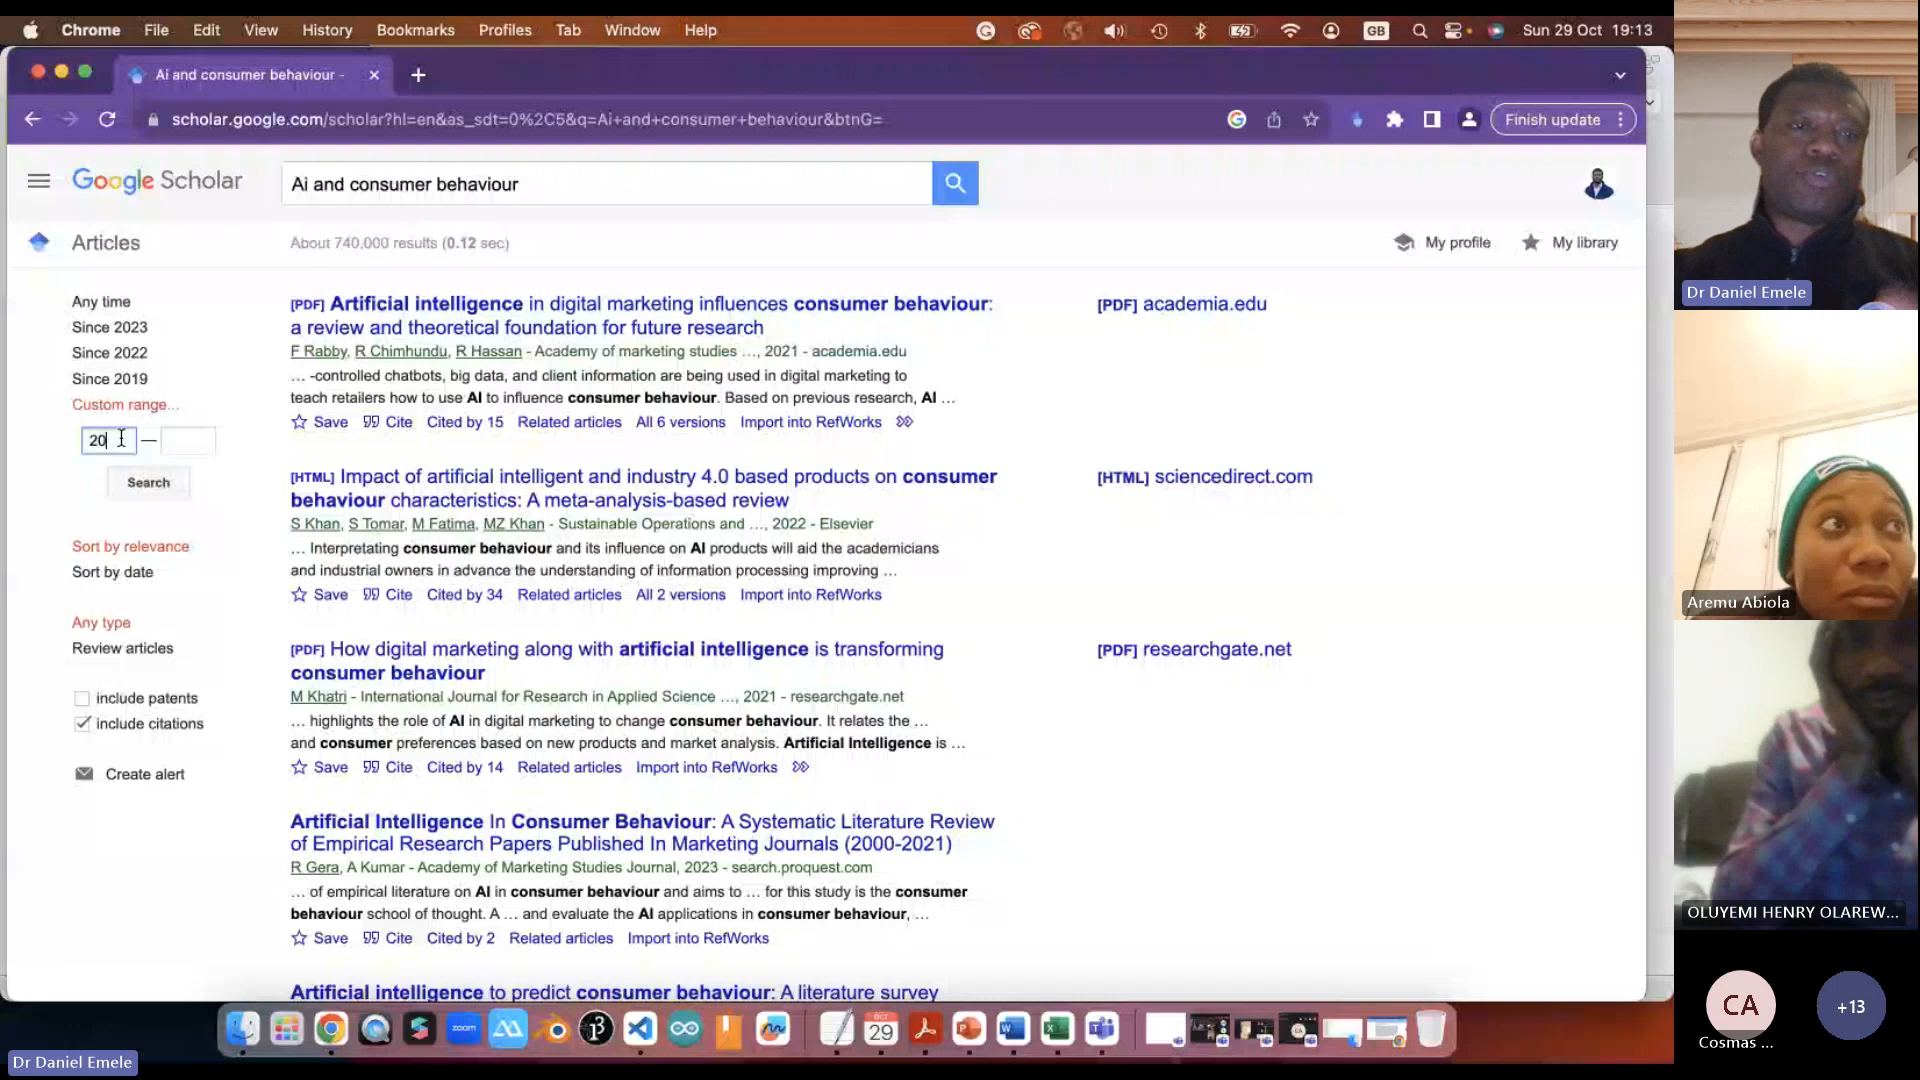 Chrome File Edit View History Bookmarks Profiles Tab Window Help
GB
Sun 29 Oct 19:13
Ai and consumer behaviour -
scholar.google.com/scholar?hl=en&as_sdt=0%2C5&q=Ai+and+consumer+behaviour&btnG=
Finish update
Google Scholar
Ai and consumer behaviour
Articles
About 740,000 results (0.12 sec)
My profile
My library
Any time
Since 2023
Since 2022
Since 2019
Custom range...
20 —
Search
Sort by relevance
Sort by date
Any type
Review articles
include patents
include citations
Create alert
[PDF] Artificial intelligence in digital marketing influences consumer behaviour:
a review and theoretical foundation for future research
F Rabby, R Chimhundu, R Hassan - Academy of marketing studies …, 2021 - academia.edu
… -controlled chatbots, big data, and client information are being used in digital marketing to
teach retailers how to use AI to influence consumer behaviour. Based on previous research, AI …
Save Cite Cited by 15 Related articles All 6 versions Import into RefWorks
[PDF] academia.edu
[HTML] Impact of artificial intelligent and industry 4.0 based products on consumer
behaviour characteristics: A meta-analysis-based review
S Khan, S Tomar, M Fatima, MZ Khan - Sustainable Operations and …, 2022 - Elsevier
… Interpretating consumer behaviour and its influence on AI products will aid the academicians
and industrial owners in advance the understanding of information processing improving …
Save Cite Cited by 34 Related articles All 2 versions Import into RefWorks
[HTML] sciencedirect.com
[PDF] How digital marketing along with artificial intelligence is transforming
consumer behaviour
M Khatri - International Journal for Research in Applied Science …, 2021 - researchgate.net
… highlights the role of AI in digital marketing to change consumer behaviour. It relates the …
and consumer preferences based on new products and market analysis. Artificial Intelligence is …
Save Cite Cited by 14 Related articles Import into RefWorks
[PDF] researchgate.net
Artificial Intelligence In Consumer Behaviour: A Systematic Literature Review
of Empirical Research Papers Published In Marketing Journals (2000-2021)
R Gera, A Kumar - Academy of Marketing Studies Journal, 2023 - search.proquest.com
… of empirical literature on AI in consumer behaviour and aims to … for this study is the consumer
behaviour school of thought. A … and evaluate the AI applications in consumer behaviour, …
Save Cite Cited by 2 Related articles Import into RefWorks
Artificial intelligence to predict consumer behaviour: A literature survey
zoom
OCT
29
Dr Daniel Emele
Dr Daniel Emele
Aremu Abiola
OLUYEMI HENRY OLAREW...
CA
Cosmas ...
+13